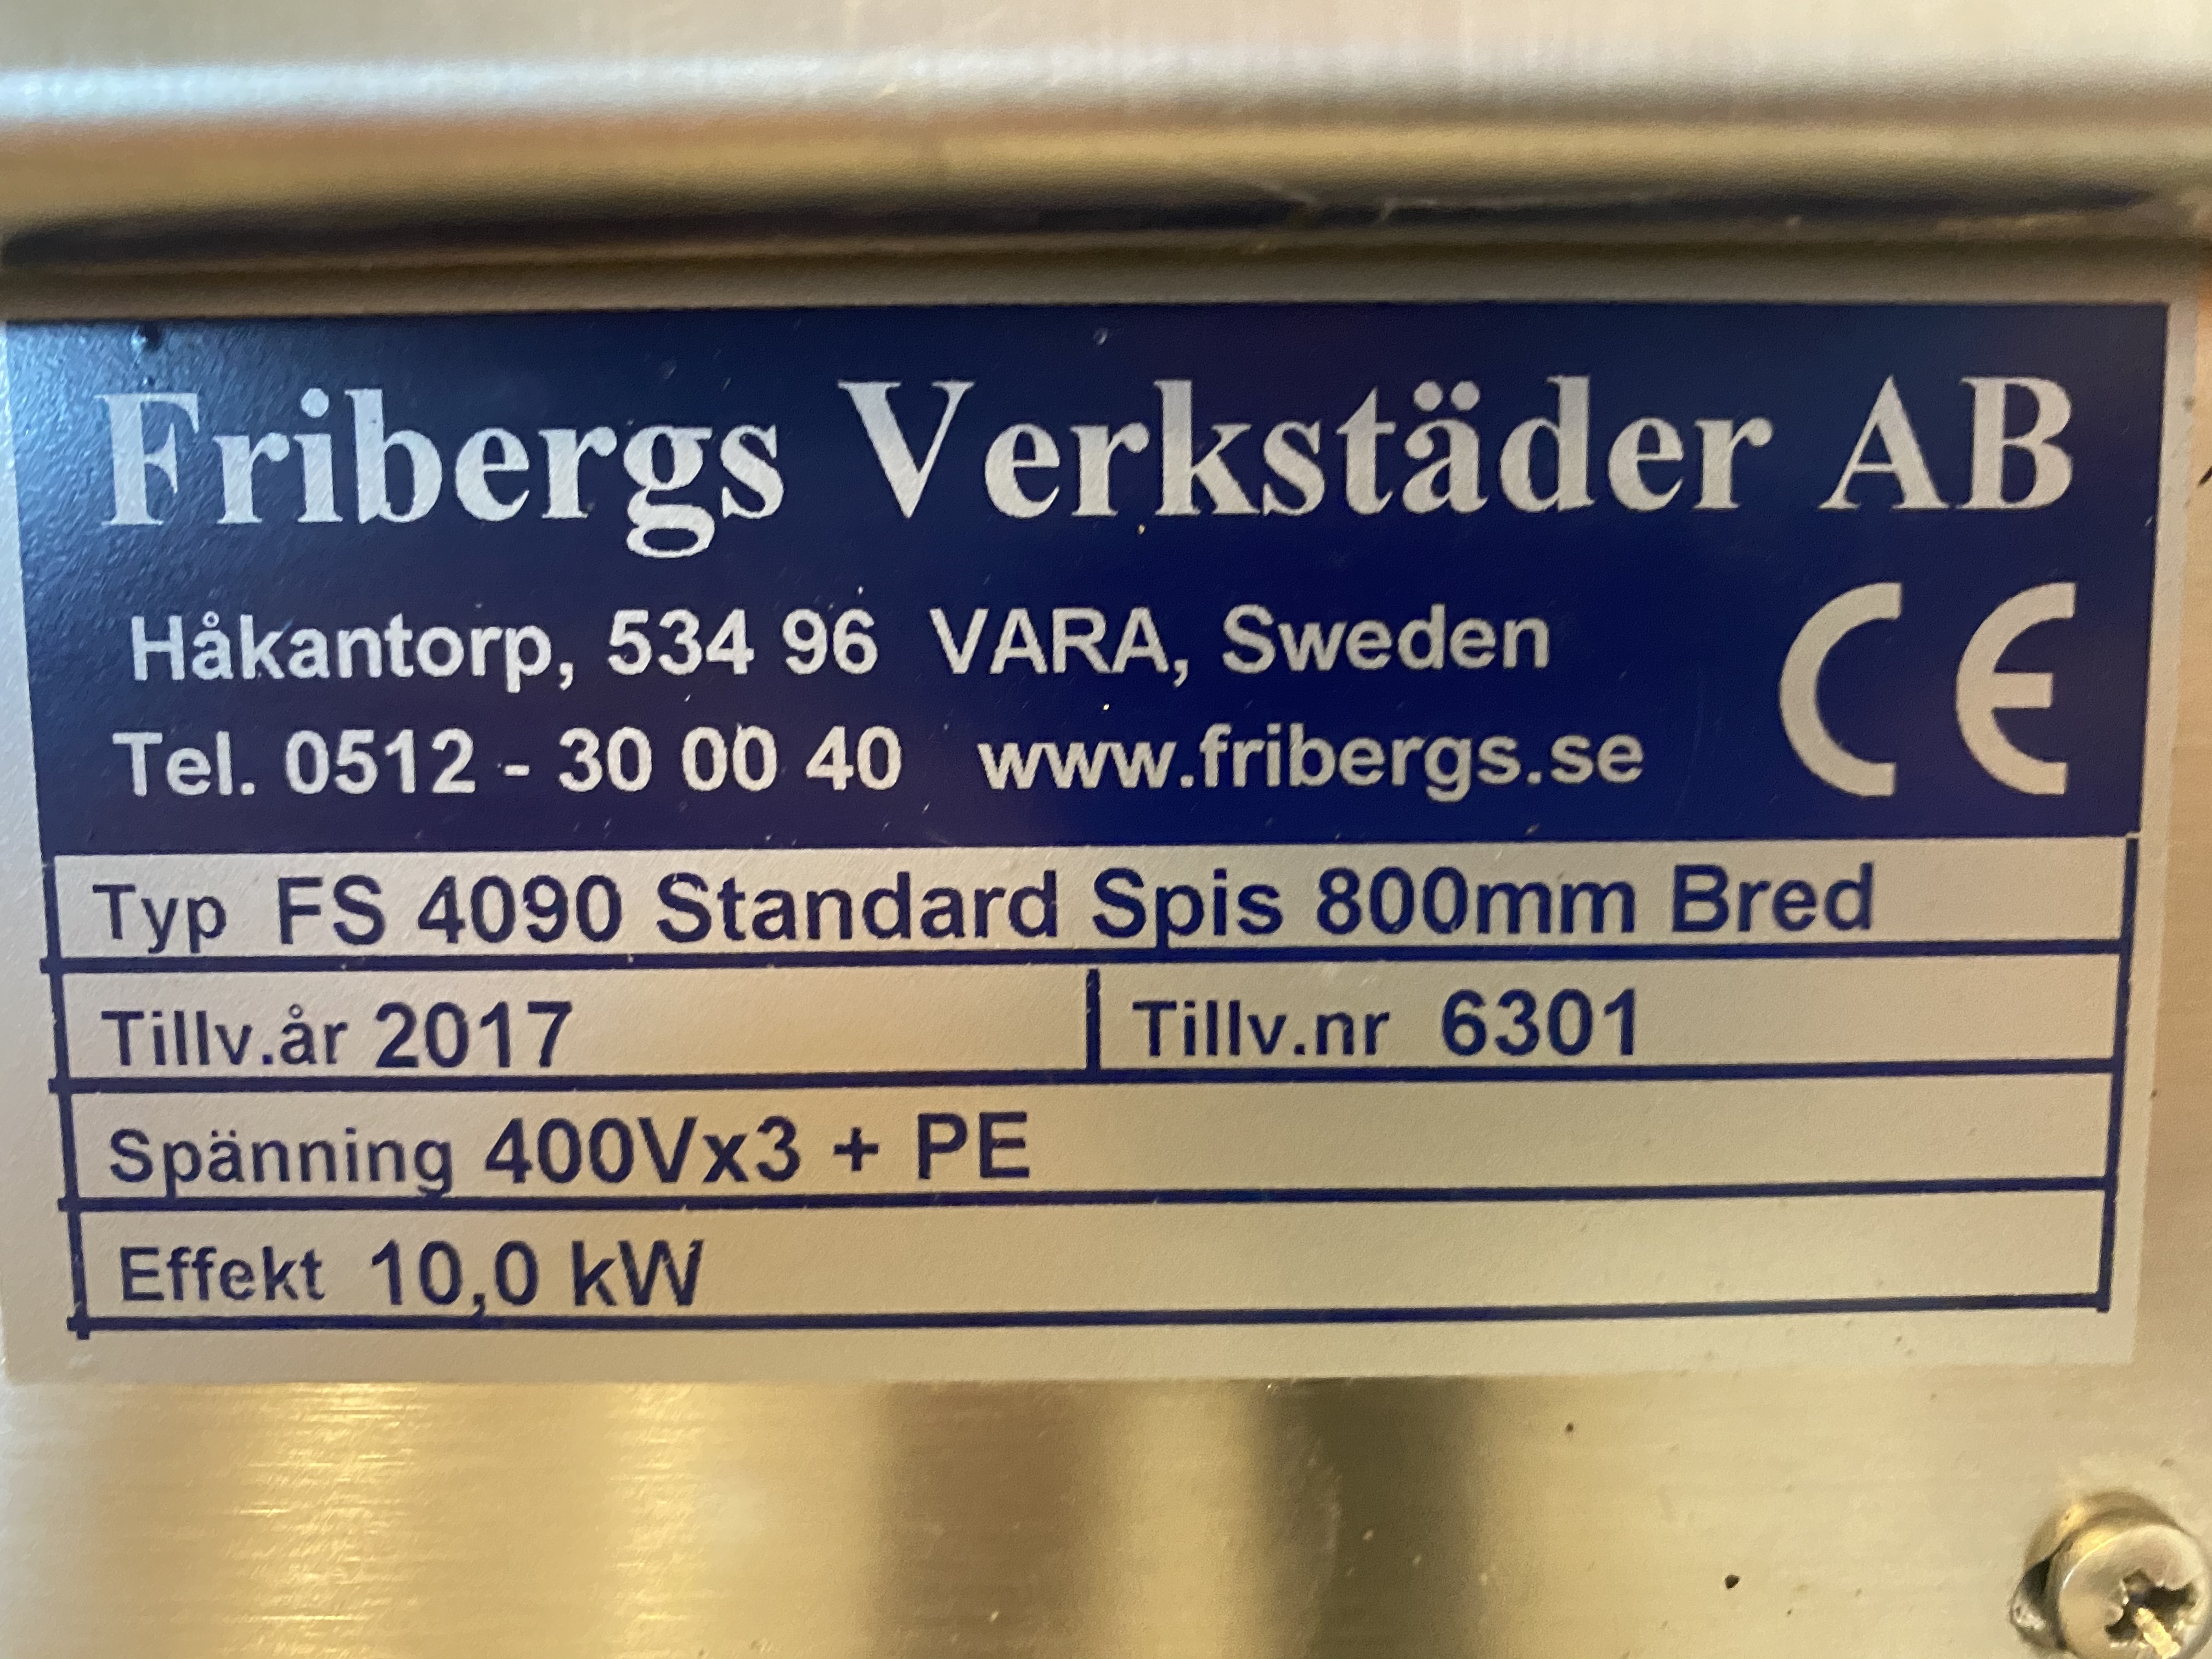 Fribergs Verkstäder AB
Håkantorp, 534 96 VARA, Sweden
Tel. 0512 - 30 00 40 www.fribergs.se
CE
Typ FS 4090 Standard Spis 800mm Bred
Tillv.år 2017 Tillv.nr 6301
Spänning 400Vx3 + PE
Effekt 10,0 kW